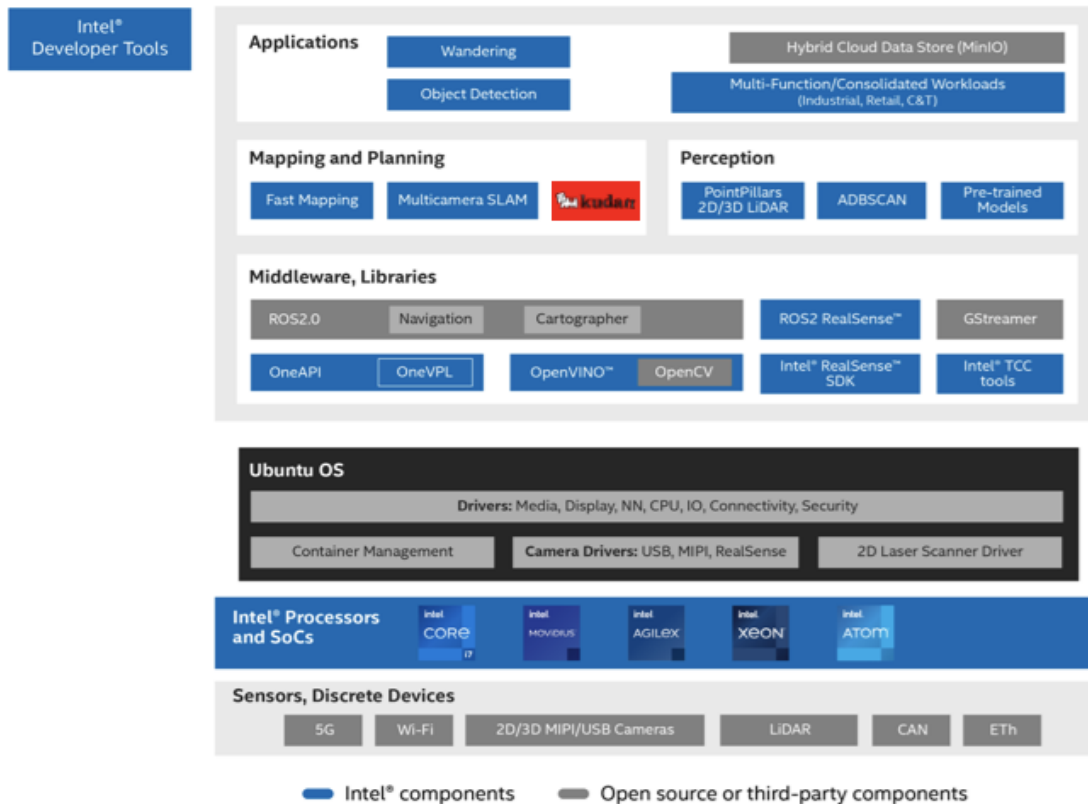 Intel®
Developer Tools
Applications
Wandering
Hybrid Cloud Data Store (MinIO)
Object Detection
Multi-Function/Consolidated Workloads
(Industrial, Retail, C&T)
Mapping and Planning
Fast Mapping
Multicamera SLAM
kudan
Perception
PointPillars
2D/3D LiDAR
ADBSCAN
Pre-trained
Models
Middleware, Libraries
ROS2.0
Navigation
Cartographer
ROS2 RealSense™
GStreamer
OneAPI
OneVPL
OpenVINO™
OpenCV
Intel® RealSense™
SDK
Intel® TCC
tools
Ubuntu OS
Drivers: Media, Display, NN, CPU, IO, Connectivity, Security
Container Management
Camera Drivers: USB, MIPI, RealSense
2D Laser Scanner Driver
Intel® Processors
and SoCs
intel.
CORE
i7
intel.
MOVIDIUS
intel.
AGILEX
intel.
XEON
intel.
ATOM
Sensors, Discrete Devices
5G
Wi-Fi
2D/3D MIPI/USB Cameras
LiDAR
CAN
ETh
Intel® components
Open source or third-party components